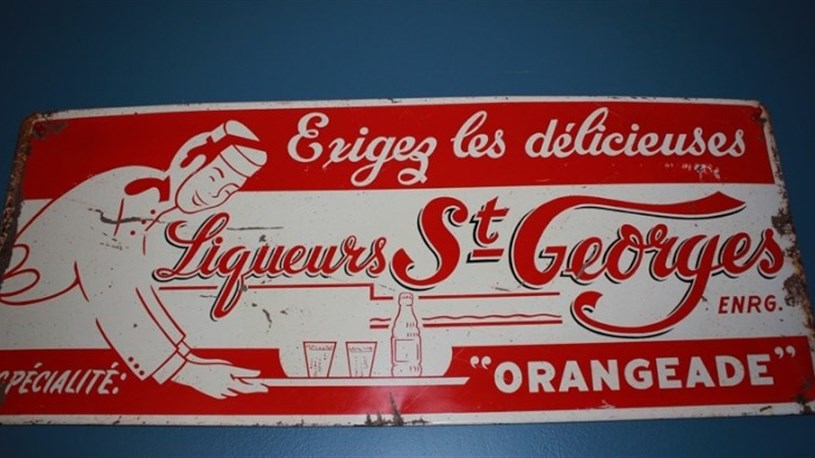 Exigez les délicieuses
Liqueurs St-Georges
ENRG.
SPÉCIALITÉ: "ORANGEADE"